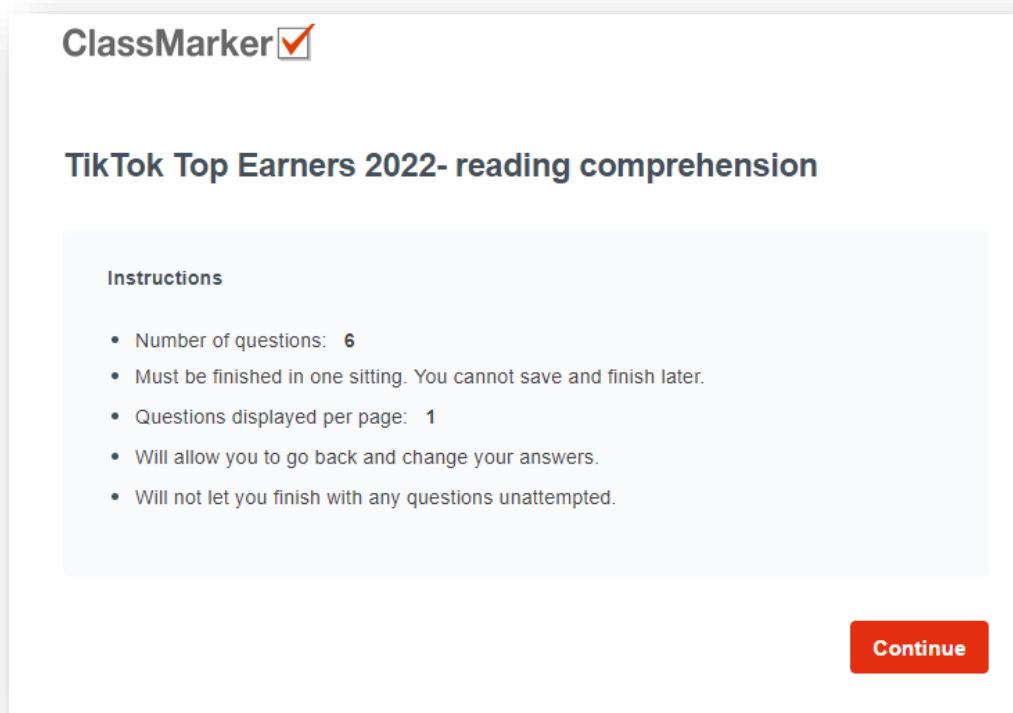 ClassMarker
TikTok Top Earners 2022- reading comprehension
Instructions
• Number of questions: 6
• Must be finished in one sitting. You cannot save and finish later.
• Questions displayed per page: 1
• Will allow you to go back and change your answers.
• Will not let you finish with any questions unattempted.
Continue